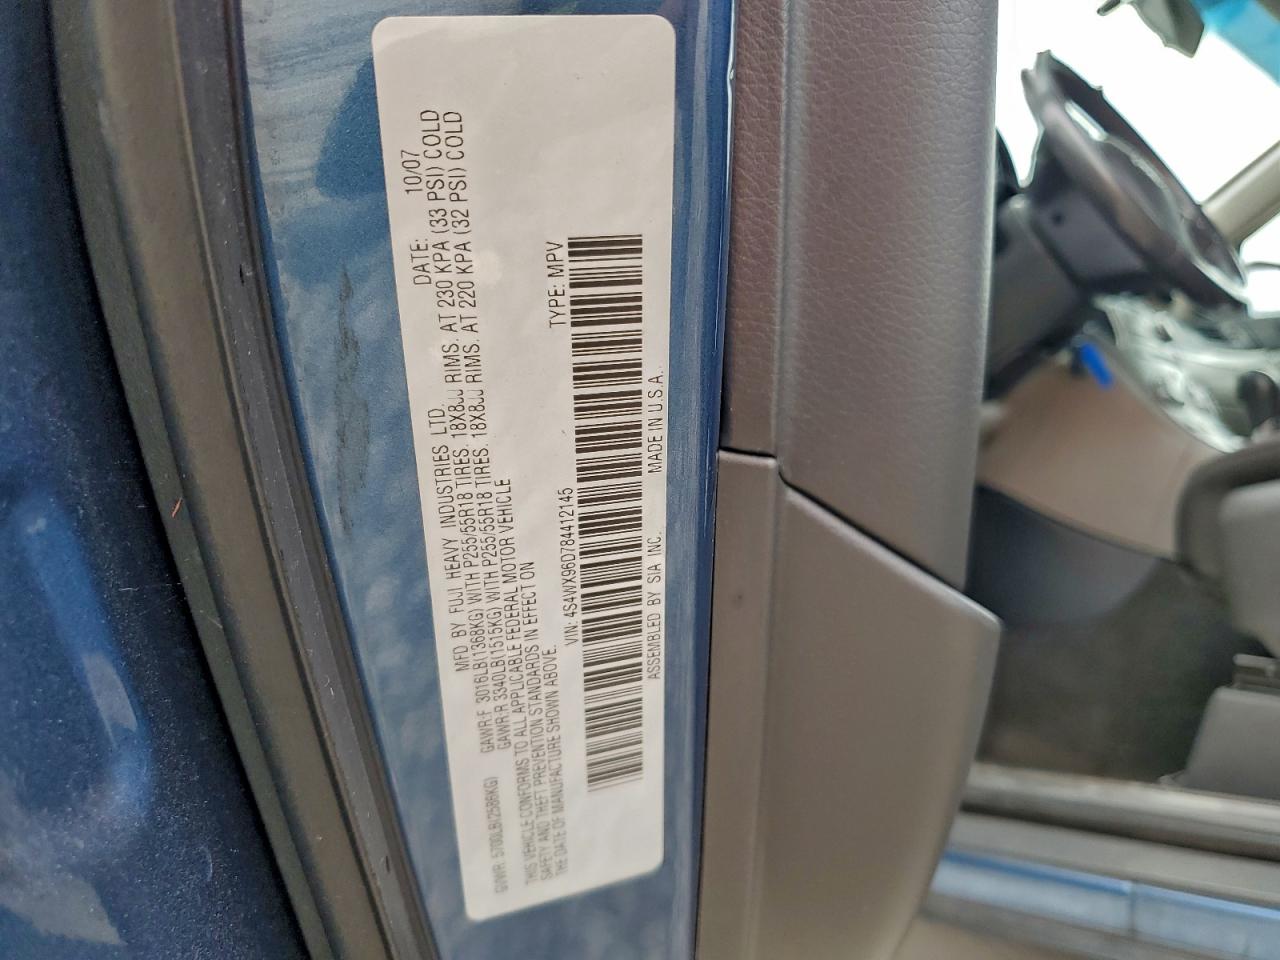 MFD BY FUJI HEAVY INDUSTRIES LTD. DATE: 10/07
GVWR: 5700LB(2586KG) GAWR:F 3016LB(1368KG) WITH P255/55R18 TIRES. 18X8JJ RIMS. AT 230 KPA (33 PSI) COLD
GAWR:R 3340LB(1515KG) WITH P255/55R18 TIRES. 18X8JJ RIMS. AT 220 KPA (32 PSI) COLD
THIS VEHICLE CONFORMS TO ALL APPLICABLE FEDERAL MOTOR VEHICLE
SAFETY AND THEFT PREVENTION STANDARDS IN EFFECT ON
THE DATE OF MANUFACTURE SHOWN ABOVE.
VIN: 4S4WX96D784412145 TYPE: MPV
ASSEMBLED BY SIA INC. MADE IN U.S.A.